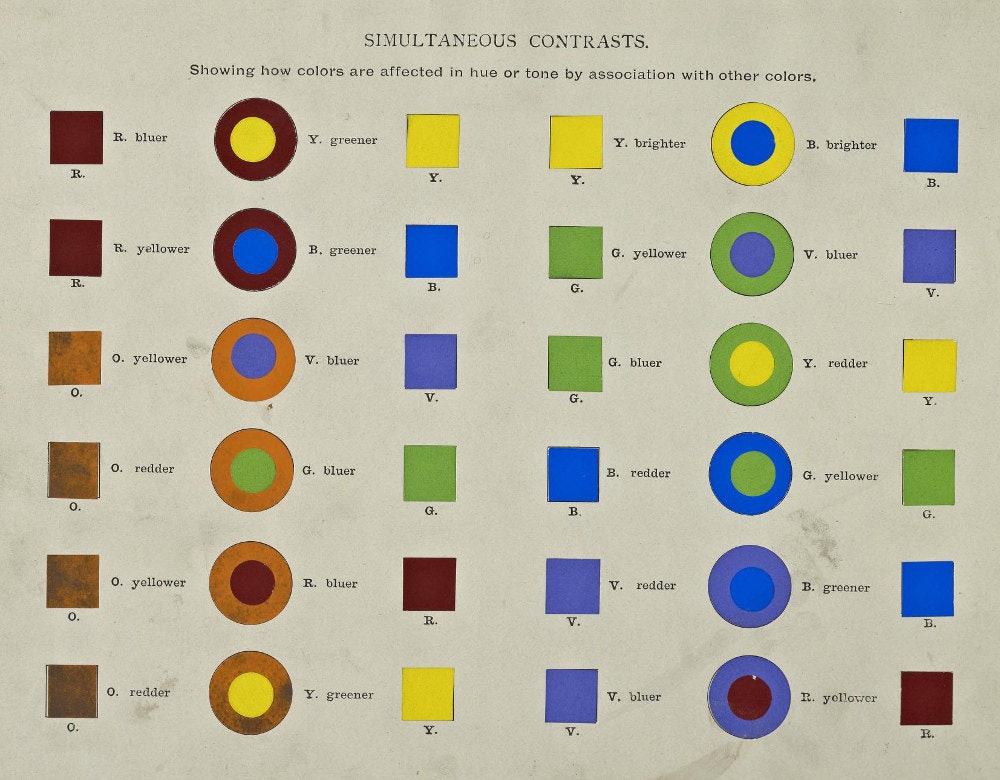 SIMULTANEOUS CONTRASTS.
Showing how colors are affected in hue or tone by association with other colors.
R. bluer Y. greener Y. brighter B. brighter
R. Y. Y. B.
R. yellower B. greener G. yellower V. bluer
R. B. G. V.
O. yellower V. bluer G. bluer Y. redder
O. V. G. Y.
O. redder G. bluer B. redder G. yellower
O. G. B. G.
O. yellower R. bluer V. redder B. greener
O. R. V. B.
O. redder Y. greener V. bluer R. yellower
O. Y. V. R.